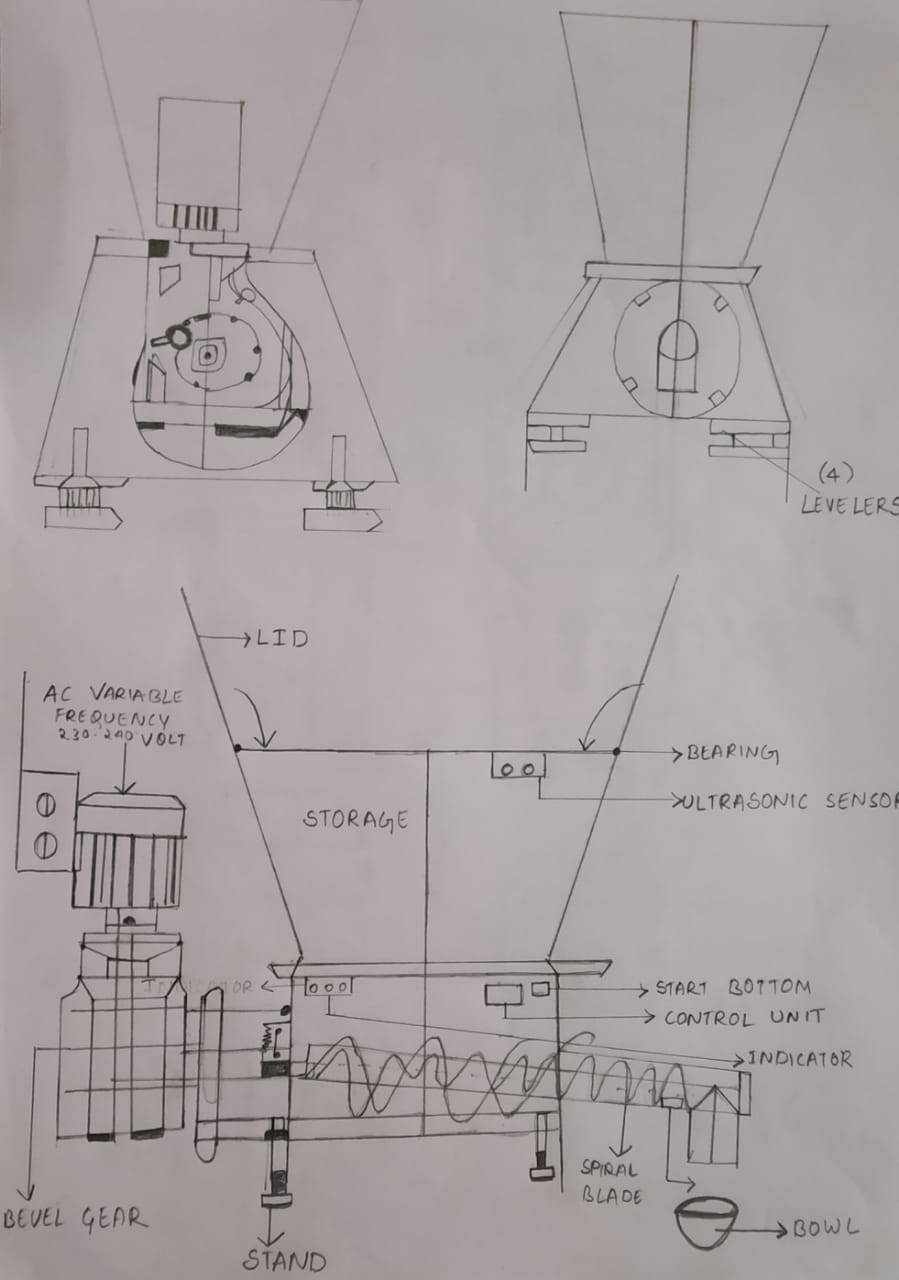 (4)
LEVELERS
LID
AC VARIABLE
FREQUENCY
230-240 VOLT
BEARING
ULTRASONIC SENSOR
STORAGE
INDICATOR
START BOTTOM
CONTROL UNIT
INDICATOR
SPIRAL
BLADE
BEVEL GEAR
BOWL
STAND